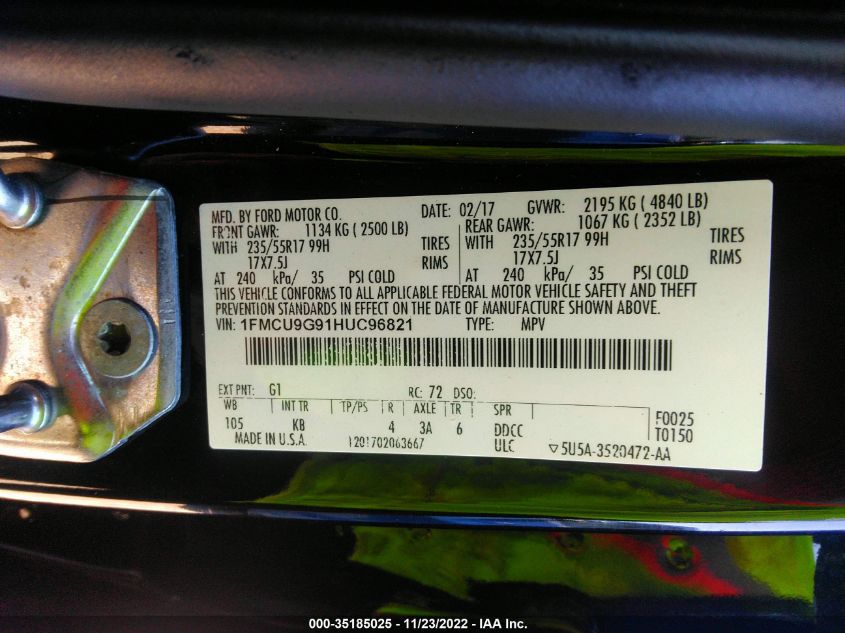 MFD. BY FORD MOTOR CO. DATE: 02/17 GVWR: 2195 KG ( 4840 LB)
FRONT GAWR: 1134 KG ( 2500 LB) REAR GAWR: 1067 KG ( 2352 LB)
WITH 235/55R17 99H TIRES WITH 235/55R17 99H TIRES
17X7.5J RIMS 17X7.5J RIMS
AT 240 kPa/ 35 PSI COLD AT 240 kPa/ 35 PSI COLD
THIS VEHICLE CONFORMS TO ALL APPLICABLE FEDERAL MOTOR VEHICLE SAFETY AND THEFT
PREVENTION STANDARDS IN EFFECT ON THE DATE OF MANUFACTURE SHOWN ABOVE.
VIN: 1FMCU9G91HUC96821 TYPE: MPV
EXT PNT: G1 RC: 72 DSO:
WB INT TR TP/PS R AXLE TR SPR F0025
105 KB 4 3A 6 DDCC T0150
MADE IN U.S.A. 1201702063667 ULC ▽5U5A-3520472-AA
000-35185025 - 11/23/2022 - IAA Inc.